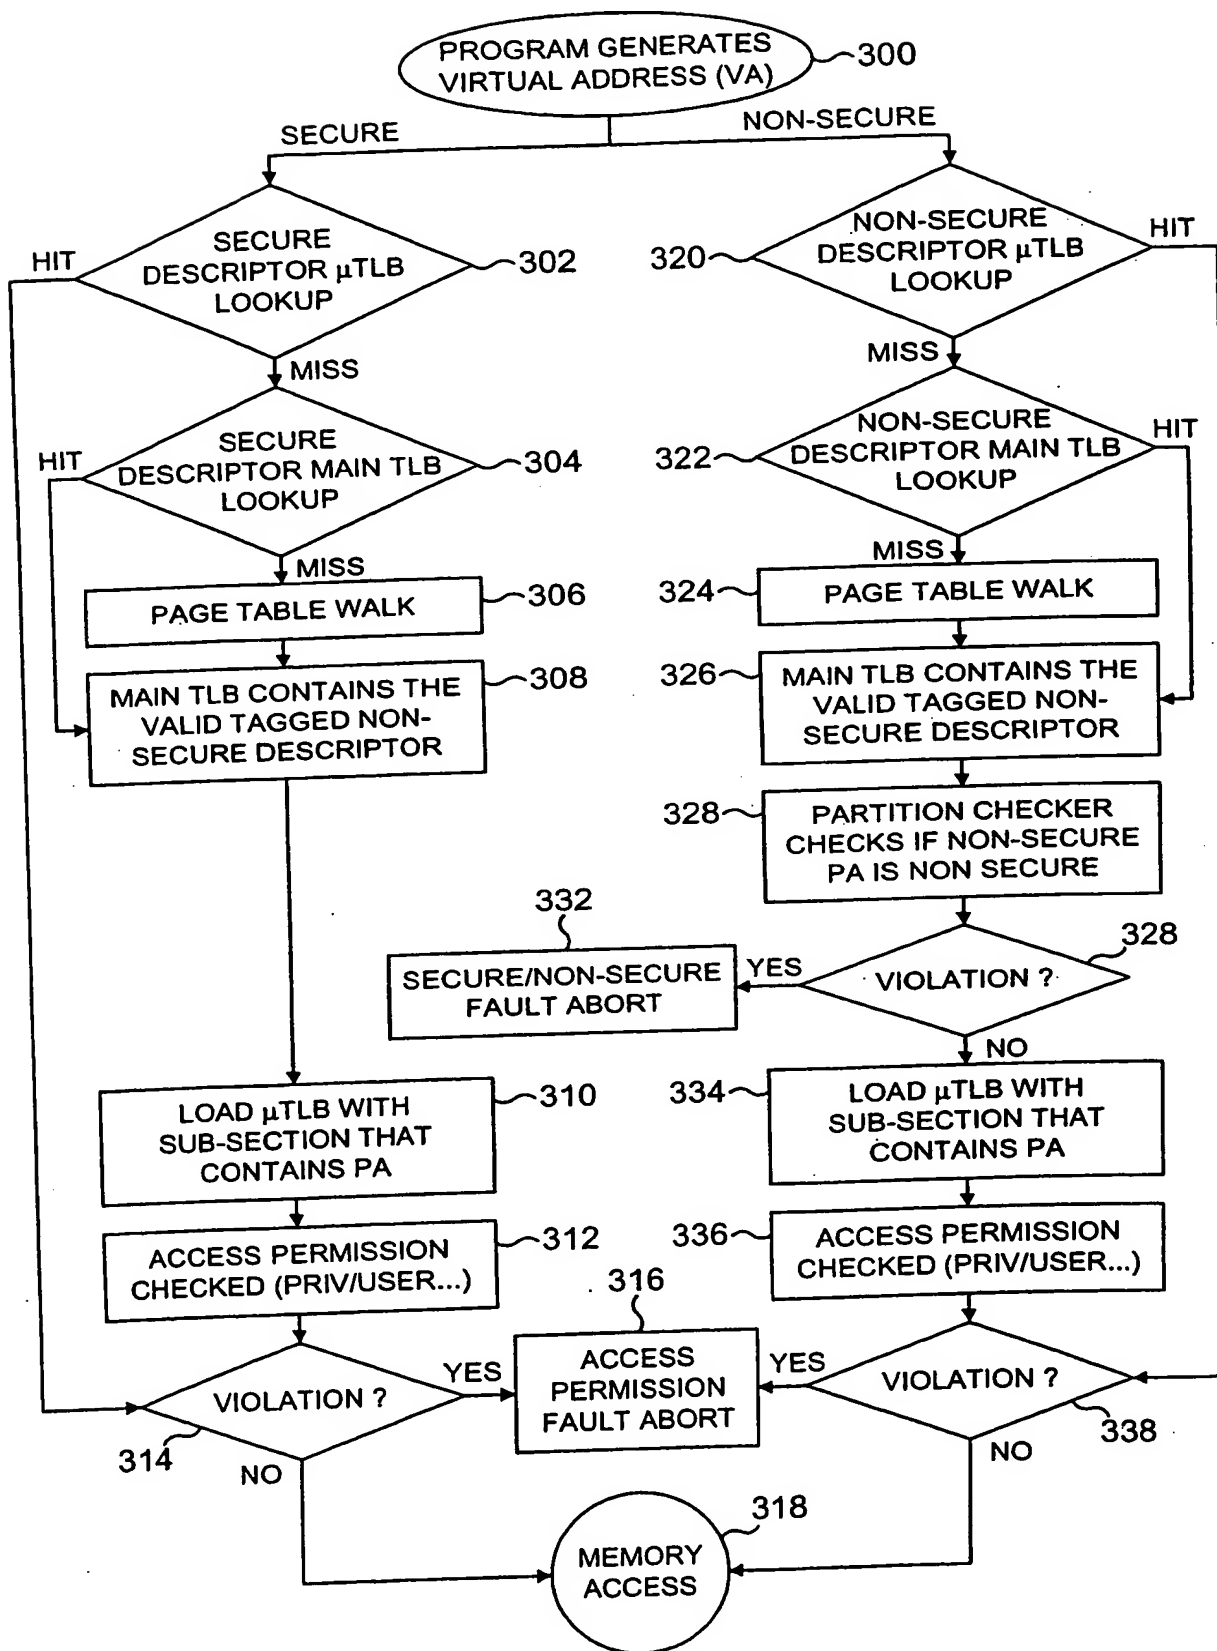 PROGRAM GENERATES
VIRTUAL ADDRESS (VA)
300
SECURE
NON-SECURE
HIT
SECURE
DESCRIPTOR µTLB
LOOKUP
302
320
NON-SECURE
DESCRIPTOR µTLB
LOOKUP
HIT
MISS
MISS
HIT
SECURE
DESCRIPTOR MAIN TLB
LOOKUP
304
322
NON-SECURE
DESCRIPTOR MAIN TLB
LOOKUP
HIT
MISS
MISS
PAGE TABLE WALK
306
324
PAGE TABLE WALK
MAIN TLB CONTAINS THE
VALID TAGGED NON-
SECURE DESCRIPTOR
308
326
MAIN TLB CONTAINS THE
VALID TAGGED NON-
SECURE DESCRIPTOR
328
PARTITION CHECKER
CHECKS IF NON-SECURE
PA IS NON SECURE
332
SECURE/NON-SECURE
FAULT ABORT
YES
VIOLATION ?
328
NO
LOAD µTLB WITH
SUB-SECTION THAT
CONTAINS PA
310
334
LOAD µTLB WITH
SUB-SECTION THAT
CONTAINS PA
ACCESS PERMISSION
CHECKED (PRIV/USER...)
312
336
ACCESS PERMISSION
CHECKED (PRIV/USER...)
316
VIOLATION ?
314
YES
ACCESS
PERMISSION
FAULT ABORT
YES
VIOLATION ?
338
NO
NO
318
MEMORY
ACCESS